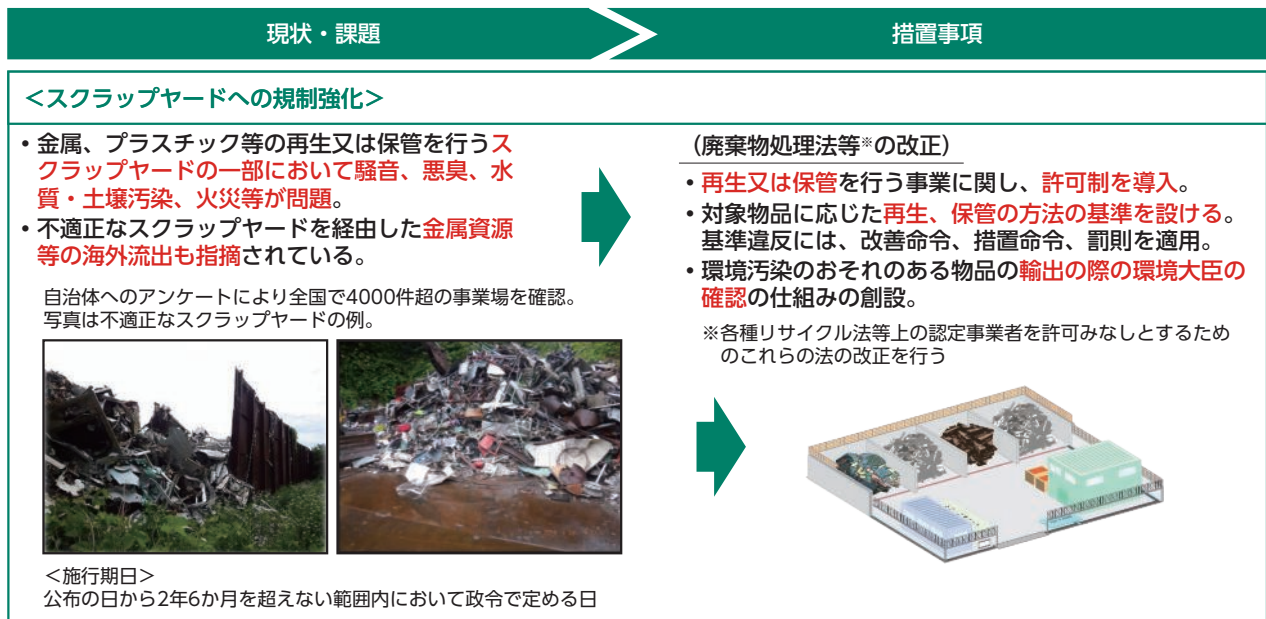 現状・課題
措置事項
＜スクラップヤードへの規制強化＞
・金属、プラスチック等の再生又は保管を行うス
クラップヤードの一部において騒音、悪臭、水
質・土壌汚染、火災等が問題。
・不適正なスクラップヤードを経由した金属資源
等の海外流出も指摘されている。
自治体へのアンケートにより全国で4000件超の事業場を確認。
写真は不適正なスクラップヤードの例。
＜施行期日＞
公布の日から2年6か月を超えない範囲内において政令で定める日
（廃棄物処理法等※の改正）
・再生又は保管を行う事業に関し、許可制を導入。
・対象物品に応じた再生、保管の方法の基準を設ける。
基準違反には、改善命令、措置命令、罰則を適用。
・環境汚染のおそれのある物品の輸出の際の環境大臣の
確認の仕組みの創設。
※各種リサイクル法等上の認定事業者を許可みなしとするため
のこれらの法の改正を行う